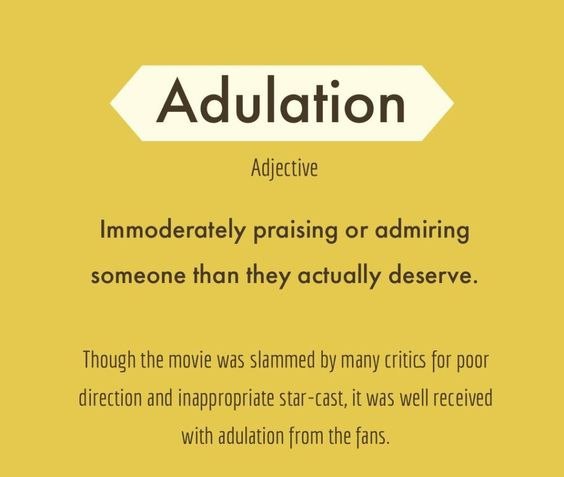 Adulation
Adjective
Immoderately praising or admiring
someone than they actually deserve.
Though the movie was slammed by many critics for poor
direction and inappropriate star-cast, it was well received
with adulation from the fans.